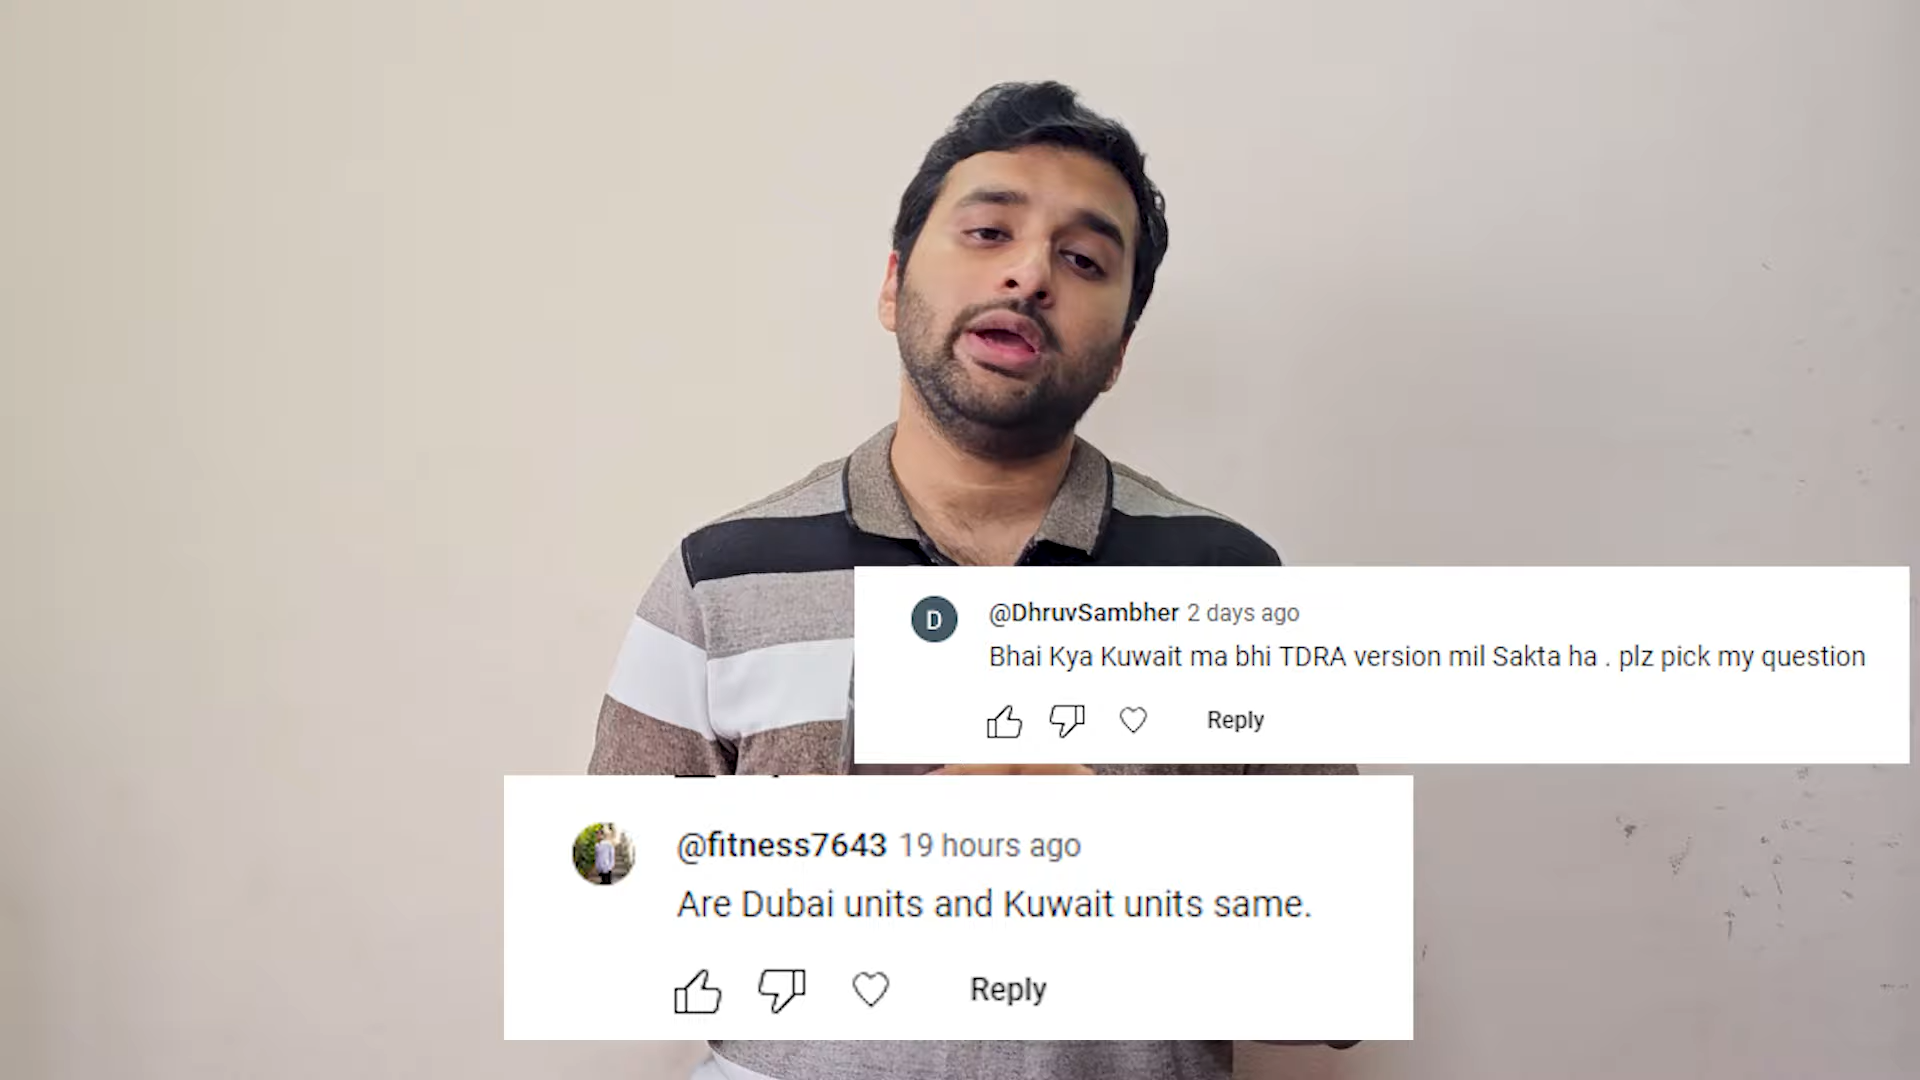 D
@DhruvSambher 2 days ago
Bhai Kya Kuwait ma bhi TDRA version mil Sakta ha . plz pick my question
Reply
@fitness7643 19 hours ago
Are Dubai units and Kuwait units same.
Reply